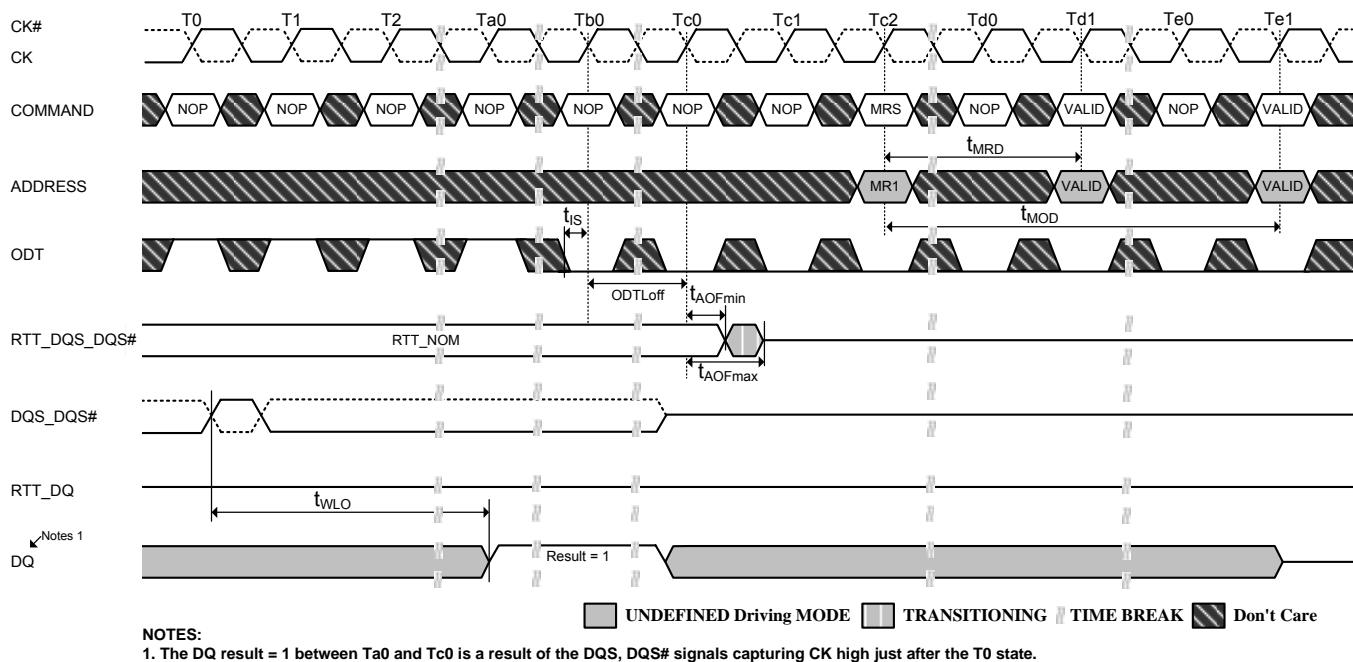 T0 T1 T2 Ta0 Tb0 Tc0 Tc1 Tc2 Td0 Td1 Te0 Te1
CK#
CK
COMMAND NOP NOP NOP NOP NOP NOP NOP MRS NOP VALID NOP VALID
tMRD
ADDRESS MR1 VALID VALID
tIS tMOD
ODT
ODTLoff tAOFmin
RTT_DQS_DQS# RTT_NOM
tAOFmax
DQS_DQS#
RTT_DQ
tWLO
Notes 1
DQ Result = 1
UNDEFINED Driving MODE TRANSITIONING TIME BREAK Don't Care
NOTES:
1. The DQ result = 1 between Ta0 and Tc0 is a result of the DQS, DQS# signals capturing CK high just after the T0 state.